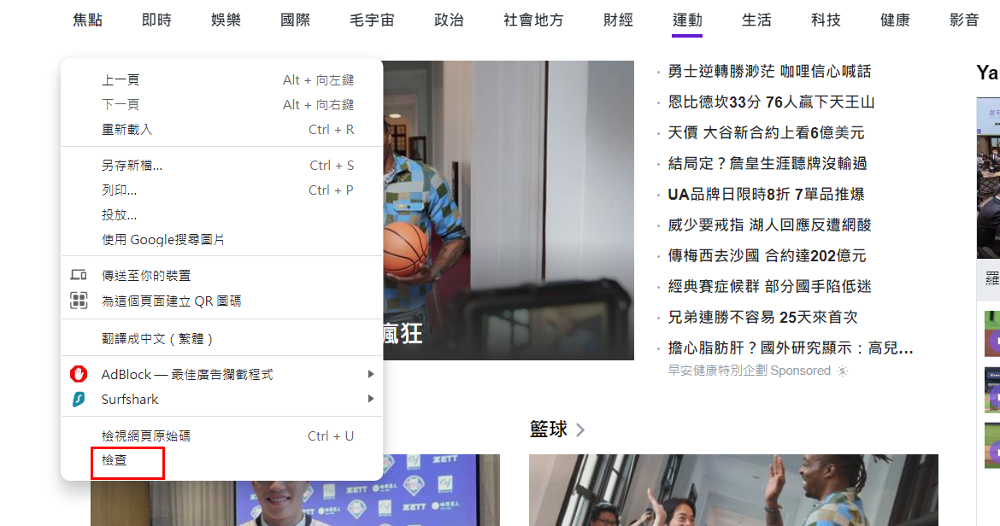 焦點 即時 娛樂 國際 毛宇宙 政治 社會地方 財經 運動 生活 科技 健康 影音
上一頁 Alt + 向左鍵
下一頁 Alt + 向右鍵
重新載入 Ctrl + R
另存新檔... Ctrl + S
列印... Ctrl + P
投放...
使用 Google搜尋圖片
傳送至你的裝置
為這個頁面建立 QR 圖碼
翻譯成中文 ( 繁體 )
AdBlock — 最佳廣告攔截程式
Surfshark
檢視網頁原始碼 Ctrl + U
檢查
瘋狂
· 勇士逆轉勝渺茫 咖哩信心喊話
· 恩比德坎33分 76人贏下天王山
· 天價 大谷新合約上看6億美元
· 結局定？詹皇生涯聽牌沒輸過
· UA品牌日限時8折 7單品推爆
· 威少要戒指 湖人回應反遭網酸
· 傳梅西去沙國 合約達202億元
· 經典賽症候群 部分國手陷低迷
· 兄弟連勝不容易 25天來首次
· 擔心脂肪肝？國外研究顯示：高兒...
早安健康特別企劃 Sponsored
Ya
羅
籃球
ZETT
ZETT
ZETT